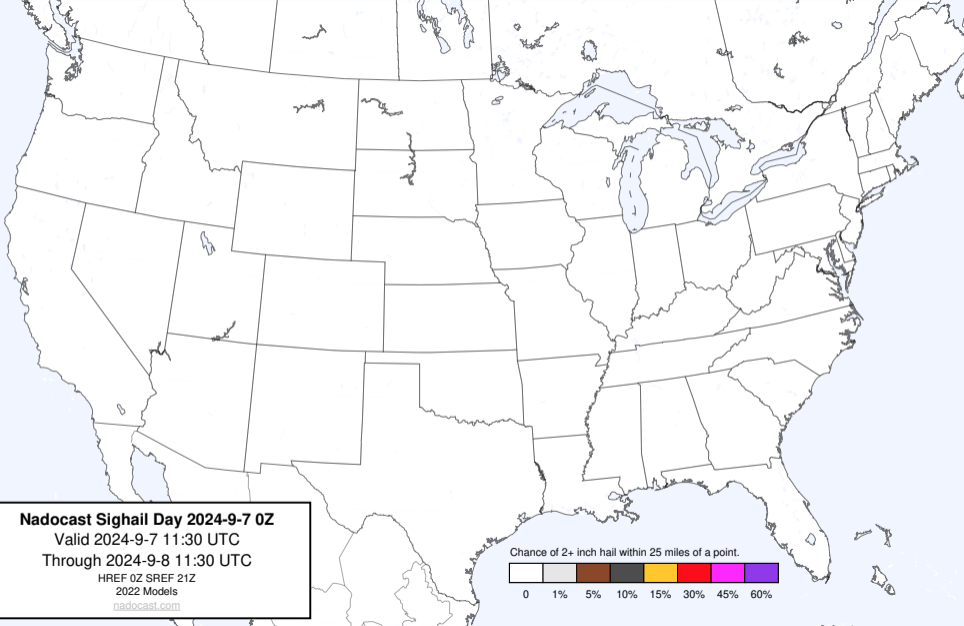 Nadocast Sighail Day 2024-9-7 0Z
Valid 2024-9-7 11:30 UTC
Through 2024-9-8 11:30 UTC
HREF 0Z SREF 21Z
2022 Models
nadocast.com
Chance of 2+ inch hail within 25 miles of a point.
0 1% 5% 10% 15% 30% 45% 60%